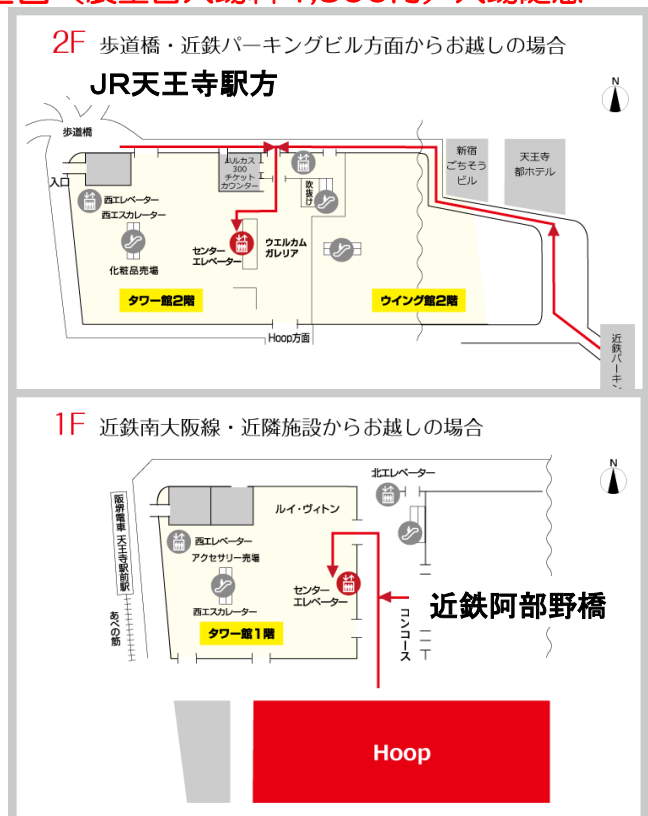 2F 歩道橋・近鉄パーキングビル方面からお越しの場合
JR天王寺駅方
N
歩道橋
入口
西エレベーター
西エスカレーター
化粧品売場
ハルカス
300
チケット
カウンター
吹抜け
センター
エレベーター
ウエルカム
ガレリア
新宿
ごちそう
ビル
天王寺
都ホテル
タワー館2階
ウイング館2階
Hoop方面
近鉄パーキン
1F 近鉄南大阪線・近隣施設からお越しの場合
N
北エレベーター
阪堺電車 天王寺駅前駅
あべの筋
ルイ・ヴィトン
西エレベーター
アクセサリー売場
西エスカレーター
センター
エレベーター
タワー館1階
コンコース
近鉄阿部野橋
Hoop